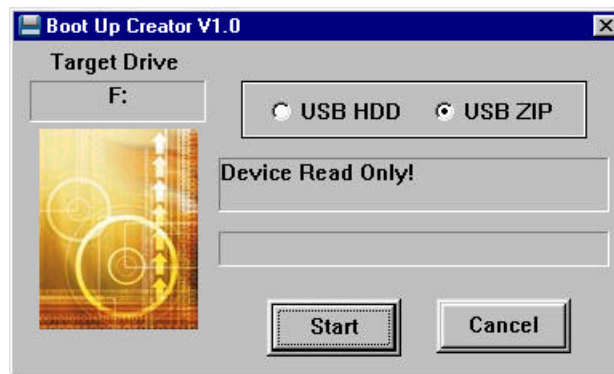 Boot Up Creator V1.0
Target Drive
F:
USB HDD
USB ZIP
Device Read Only!
Start
Cancel